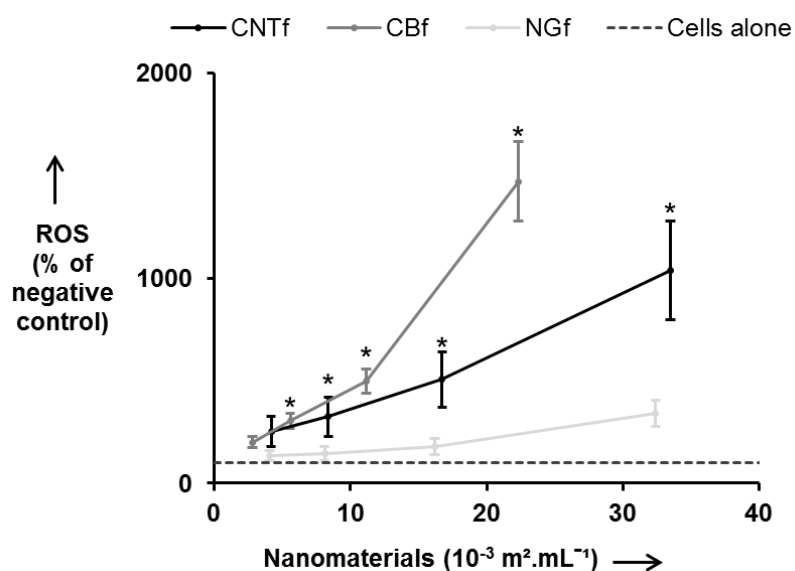 CNTf CBf NGf Cells alone
2000
1000
0
ROS
(% of
negative
control)
* * * * * *
0 10 20 30 40
Nanomaterials (10⁻³ m².mL⁻¹)